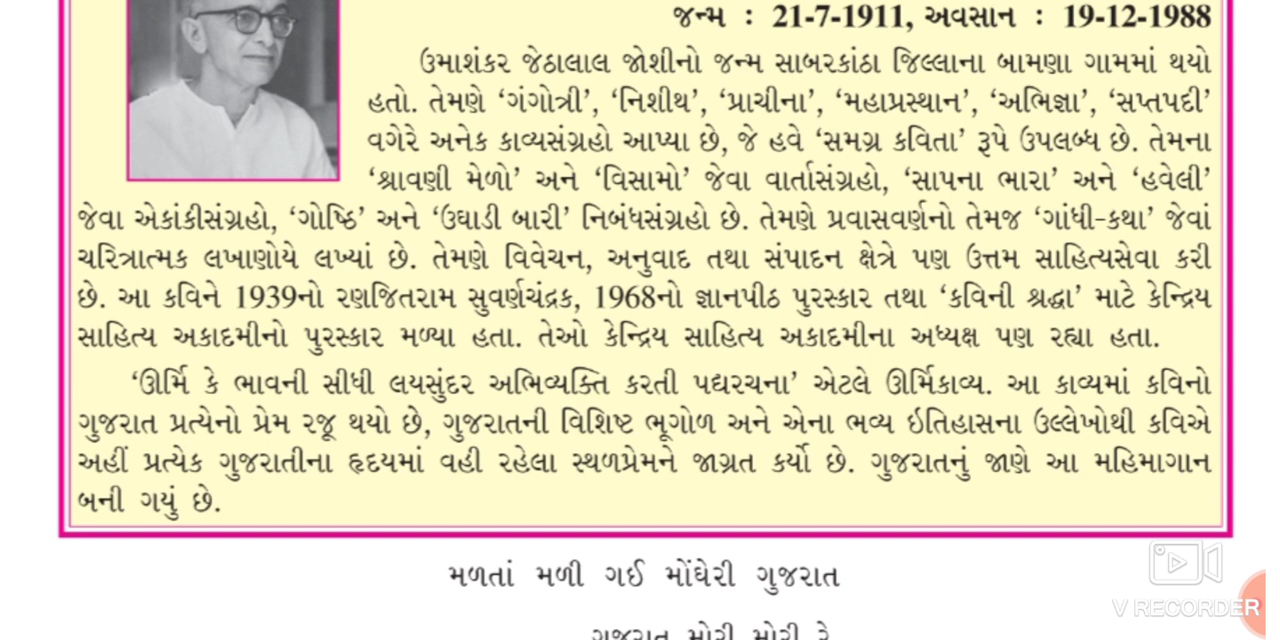 જન્મ : 21-7-1911, અવસાન : 19-12-1988
ઉમાશંકર જેઠાલાલ જોશીનો જન્મ સાબરકાંઠા જિલ્લાના બામણા ગામમાં થયો
હતો. તેમણે ‘ગંગોત્રી’, ‘નિશીથ’, ‘પ્રાચીના’, ‘મહાપ્રસ્થાન’, ‘અભિજ્ઞા’, ‘સપ્તપદી’
વગેરે અનેક કાવ્યસંગ્રહો આપ્યા છે, જે હવે ‘સમગ્ર કવિતા’ રૂપે ઉપલબ્ધ છે. તેમના
‘શ્રાવણી મેળો’ અને ‘વિસામો’ જેવા વાર્તાસંગ્રહો, ‘સાપના ભારા’ અને ‘હવેલી’
જેવા એકાંકીસંગ્રહો, ‘ગોષ્ઠિ’ અને ‘ઉઘાડી બારી’ નિબંધસંગ્રહો છે. તેમણે પ્રવાસવર્ણનો તેમજ ‘ગાંધી-કથા’ જેવાં
ચરિત્રાત્મક લખાણોયે લખ્યાં છે. તેમણે વિવેચન, અનુવાદ તથા સંપાદન ક્ષેત્રે પણ ઉત્તમ સાહિત્યસેવા કરી
છે. આ કવિને 1939નો રણજિતરામ સુવર્ણચંદ્રક, 1968નો જ્ઞાનપીઠ પુરસ્કાર તથા ‘કવિની શ્રદ્ધા’ માટે કેન્દ્રિય
સાહિત્ય અકાદમીનો પુરસ્કાર મળ્યા હતા. તેઓ કેન્દ્રિય સાહિત્ય અકાદમીના અધ્યક્ષ પણ રહ્યા હતા.
‘ઊર્મિ કે ભાવની સીધી લયસુંદર અભિવ્યક્તિ કરતી પદ્યરચના’ એટલે ઊર્મિકાવ્ય. આ કાવ્યમાં કવિનો
ગુજરાત પ્રત્યેનો પ્રેમ રજૂ થયો છે, ગુજરાતની વિશિષ્ટ ભૂગોળ અને એના ભવ્ય ઇતિહાસના ઉલ્લેખોથી કવિએ
અહીં પ્રત્યેક ગુજરાતીના હૃદયમાં વહી રહેલા સ્થળપ્રેમને જાગ્રત કર્યો છે. ગુજરાતનું જાણે આ મહિમાગાન
બની ગયું છે.
મળતાં મળી ગઈ મોંઘેરી ગુજરાત
ગુજરાત મોરી મોરી રે
V RECORDER